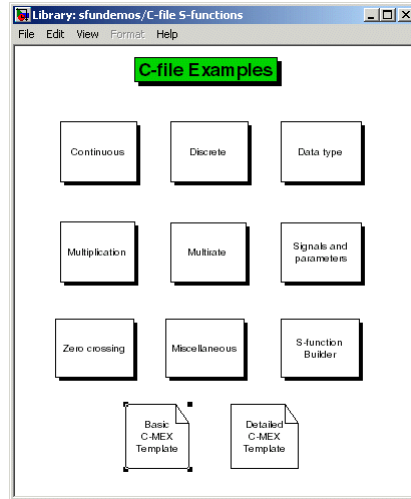 Library: sfundemos/C-file S-functions
File Edit View Format Help
C-file Examples
Continuous
Discrete
Data type
Multiplication
Multirate
Signals and
parameters
Zero crossing
Miscellaneous
S-function
Builder
Basic
C-MEX
Template
Detailed
C-MEX
Template